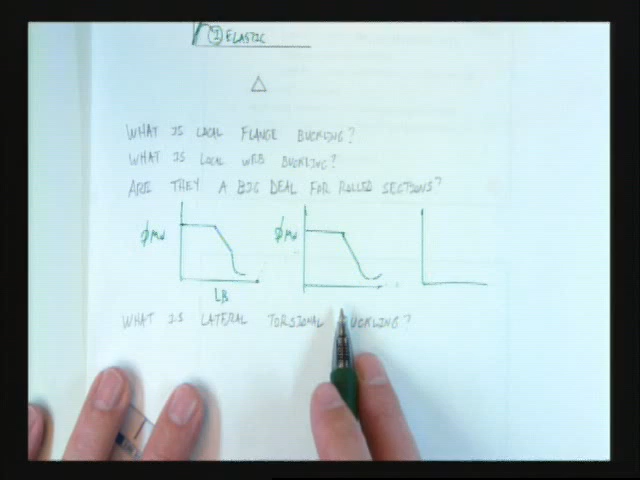 ① ELASTIC
Δ
WHAT IS LOCAL FLANGE BUCKLING?
WHAT IS LOCAL WEB BUCKLING?
ARE THEY A BIG DEAL FOR ROLLED SECTIONS?
ϕMn ϕMn
LB
WHAT IS LATERAL TORSIONAL BUCKLING?